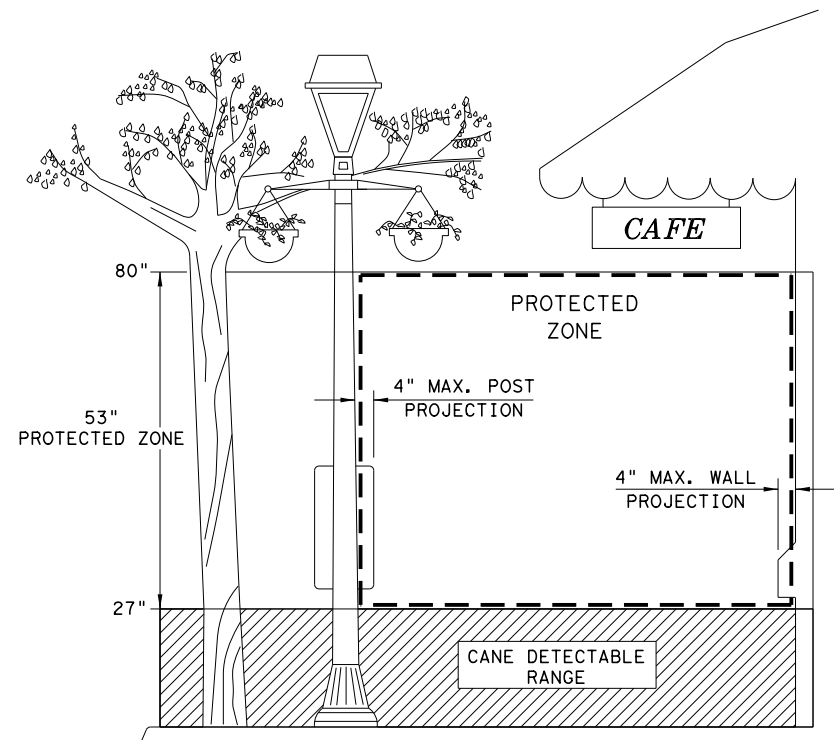 CAFE
80"
PROTECTED
ZONE
4" MAX. POST
PROJECTION
53"
PROTECTED ZONE
4" MAX. WALL
PROJECTION
27"
CANE DETECTABLE
RANGE